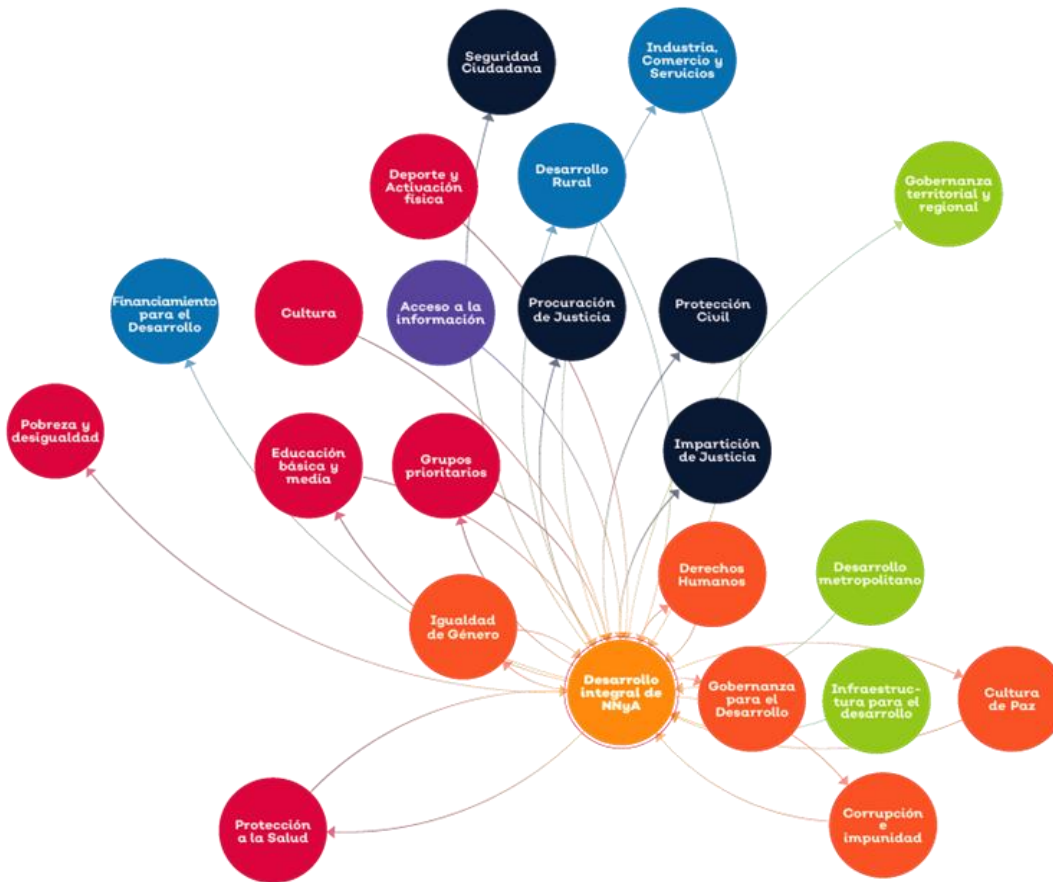 Seguridad
Ciudadana
Industria,
Comercio y
Servicios
Deporte y
Activación
física
Desarrollo
Rural
Gobernanza
territorial y
regional
Financiamiento
para el
Desarrollo
Cultura
Acceso a la
información
Procuración
de Justicia
Protección
Civil
Pobreza y
desigualdad
Educación
básica y
media
Grupos
prioritarios
Impartición
de Justicia
Derechos
Humanos
Desarrollo
metropolitano
Igualdad
de Género
Desarrollo
integral de
NNyA
Gobernanza
para el
Desarrollo
Infraestruc-
tura para el
desarrollo
Cultura
de Paz
Protección
a la Salud
Corrupción
e
impunidad